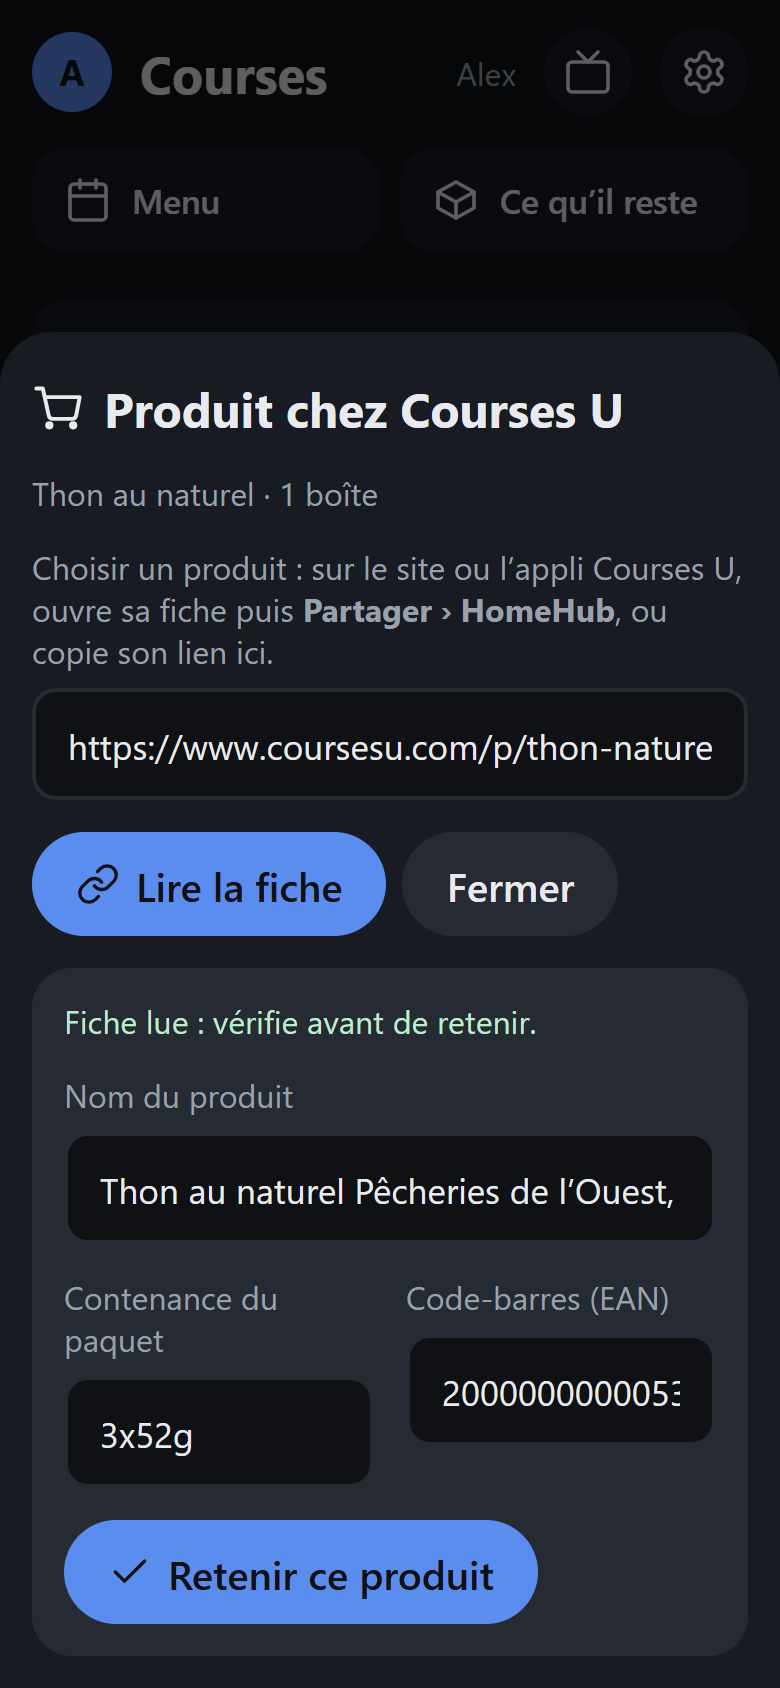 A
Courses
Alex
Menu
Ce qu’il reste
Produit chez Courses U
Thon au naturel · 1 boîte
Choisir un produit : sur le site ou l’appli Courses U,
ouvre sa fiche puis Partager › HomeHub, ou
copie son lien ici.
https://www.coursesu.com/p/thon-nature
Lire la fiche
Fermer
Fiche lue : vérifie avant de retenir.
Nom du produit
Thon au naturel Pêcheries de l’Ouest,
Contenance du
paquet
Code-barres (EAN)
3x52g
2000000000053
Retenir ce produit